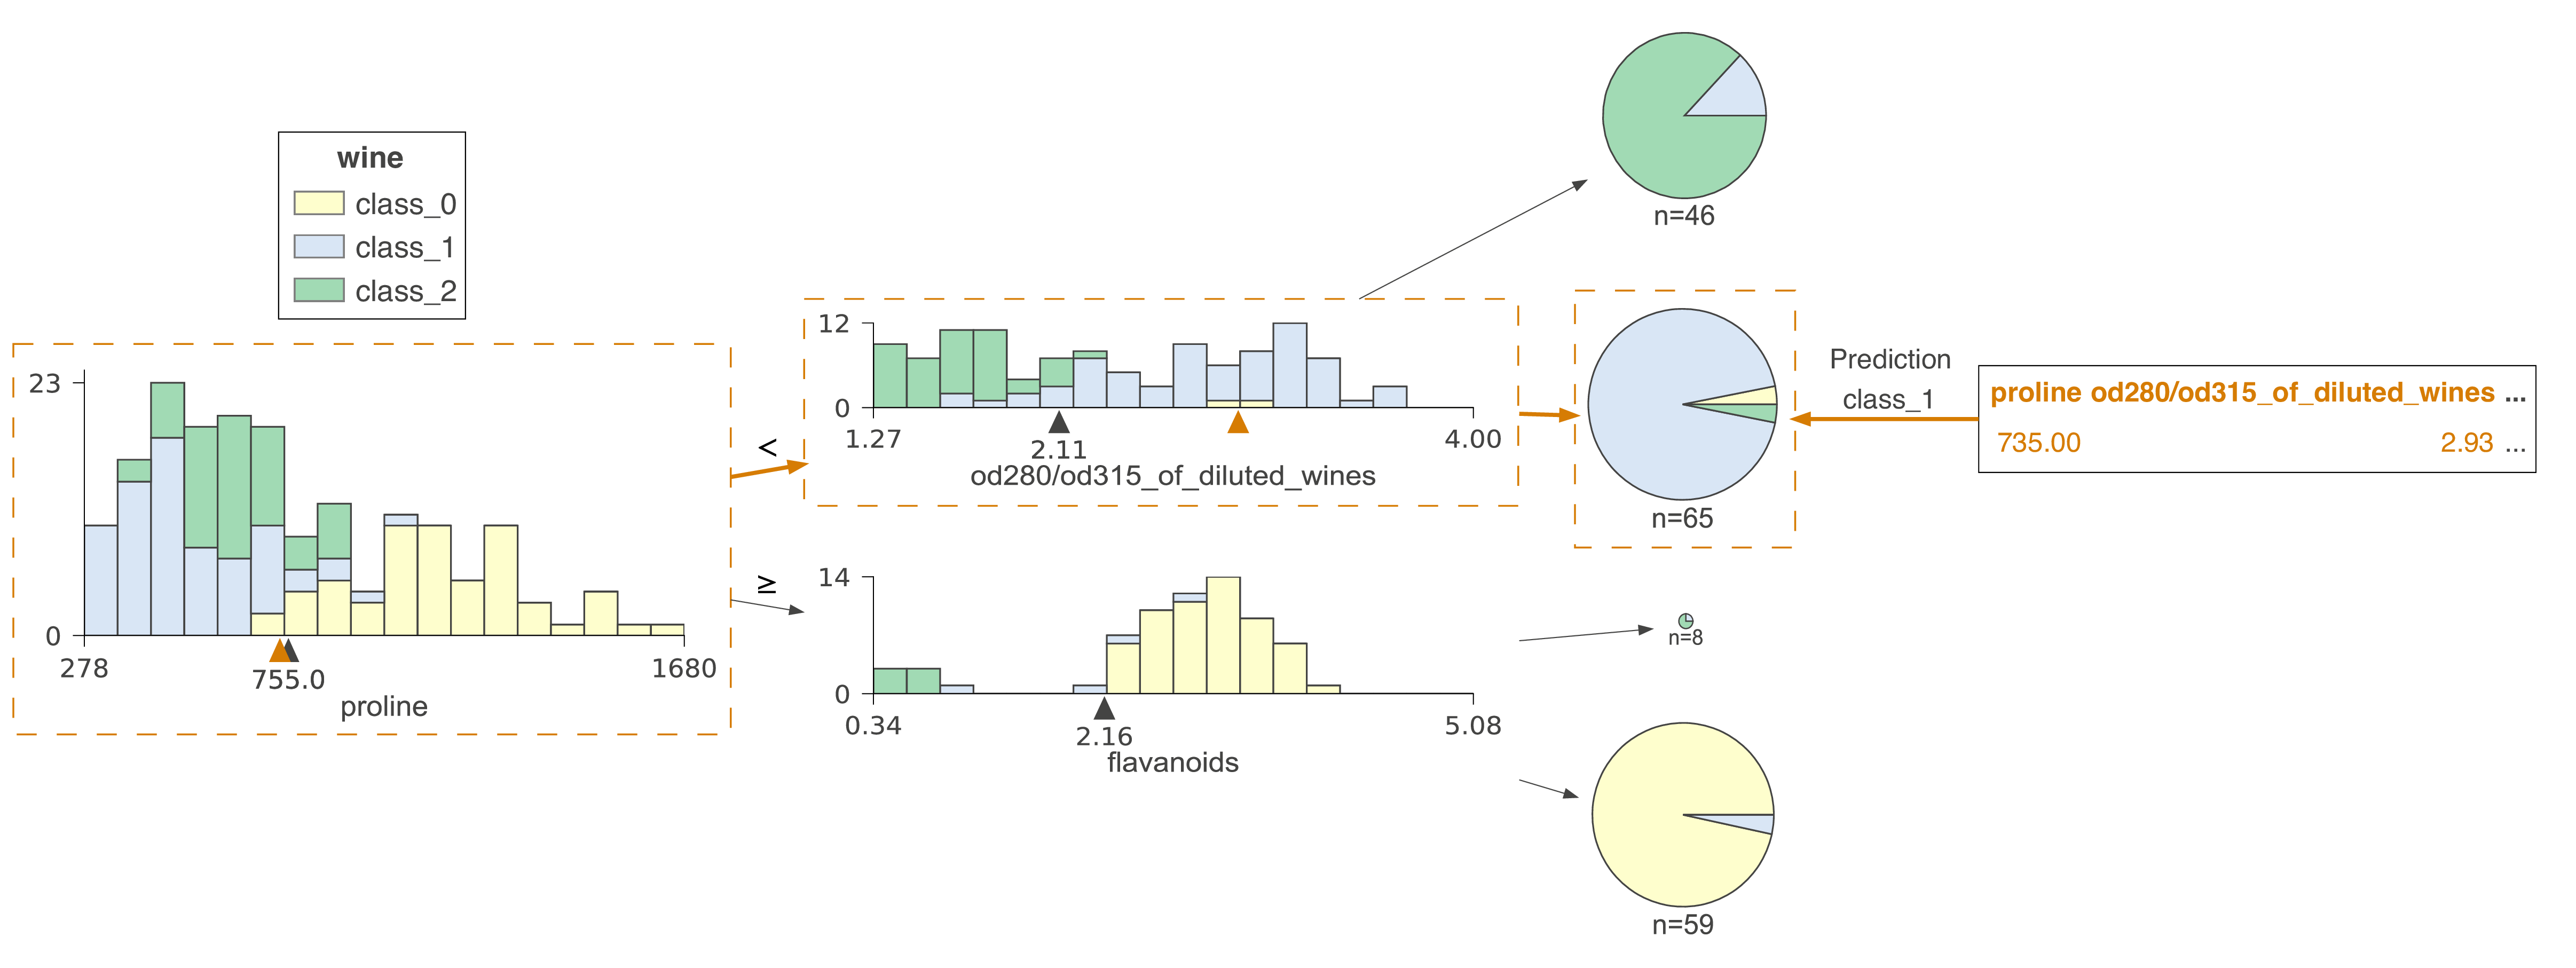 wine
class_0
class_1
class_2
23
0
278
755.0
1680
proline
<
≥
12
0
1.27
2.11
4.00
od280/od315_of_diluted_wines
14
0
0.34
2.16
5.08
flavanoids
n=46
n=65
n=8
n=59
Prediction
class_1
proline od280/od315_of_diluted_wines ...
735.00 2.93 ...